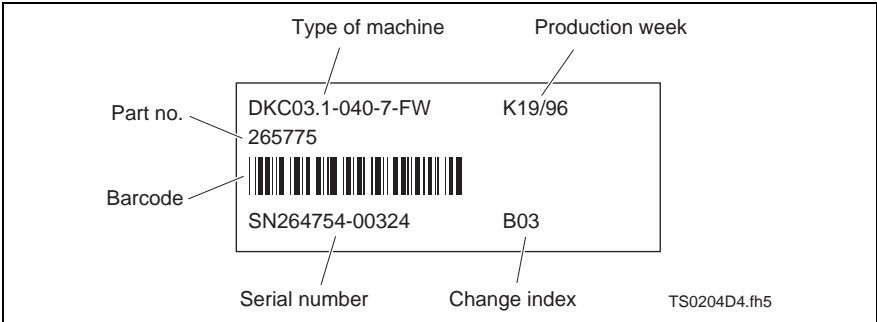 Type of machine Production week
DKC03.1-040-7-FW K19/96
Part no.
265775
Barcode
SN264754-00324 B03
Serial number Change index TS0204D4.fh5